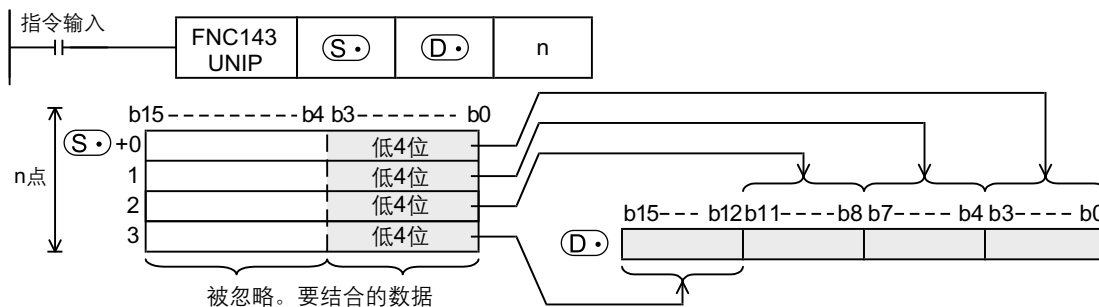 指令输入
FNC143
UNIP
S•
D•
n
b15 b4 b3 b0
S• +0 低4位
1 低4位
n点
2 低4位
3 低4位
被忽略。要结合的数据
b15 b12 b11 b8 b7 b4 b3 b0
D•